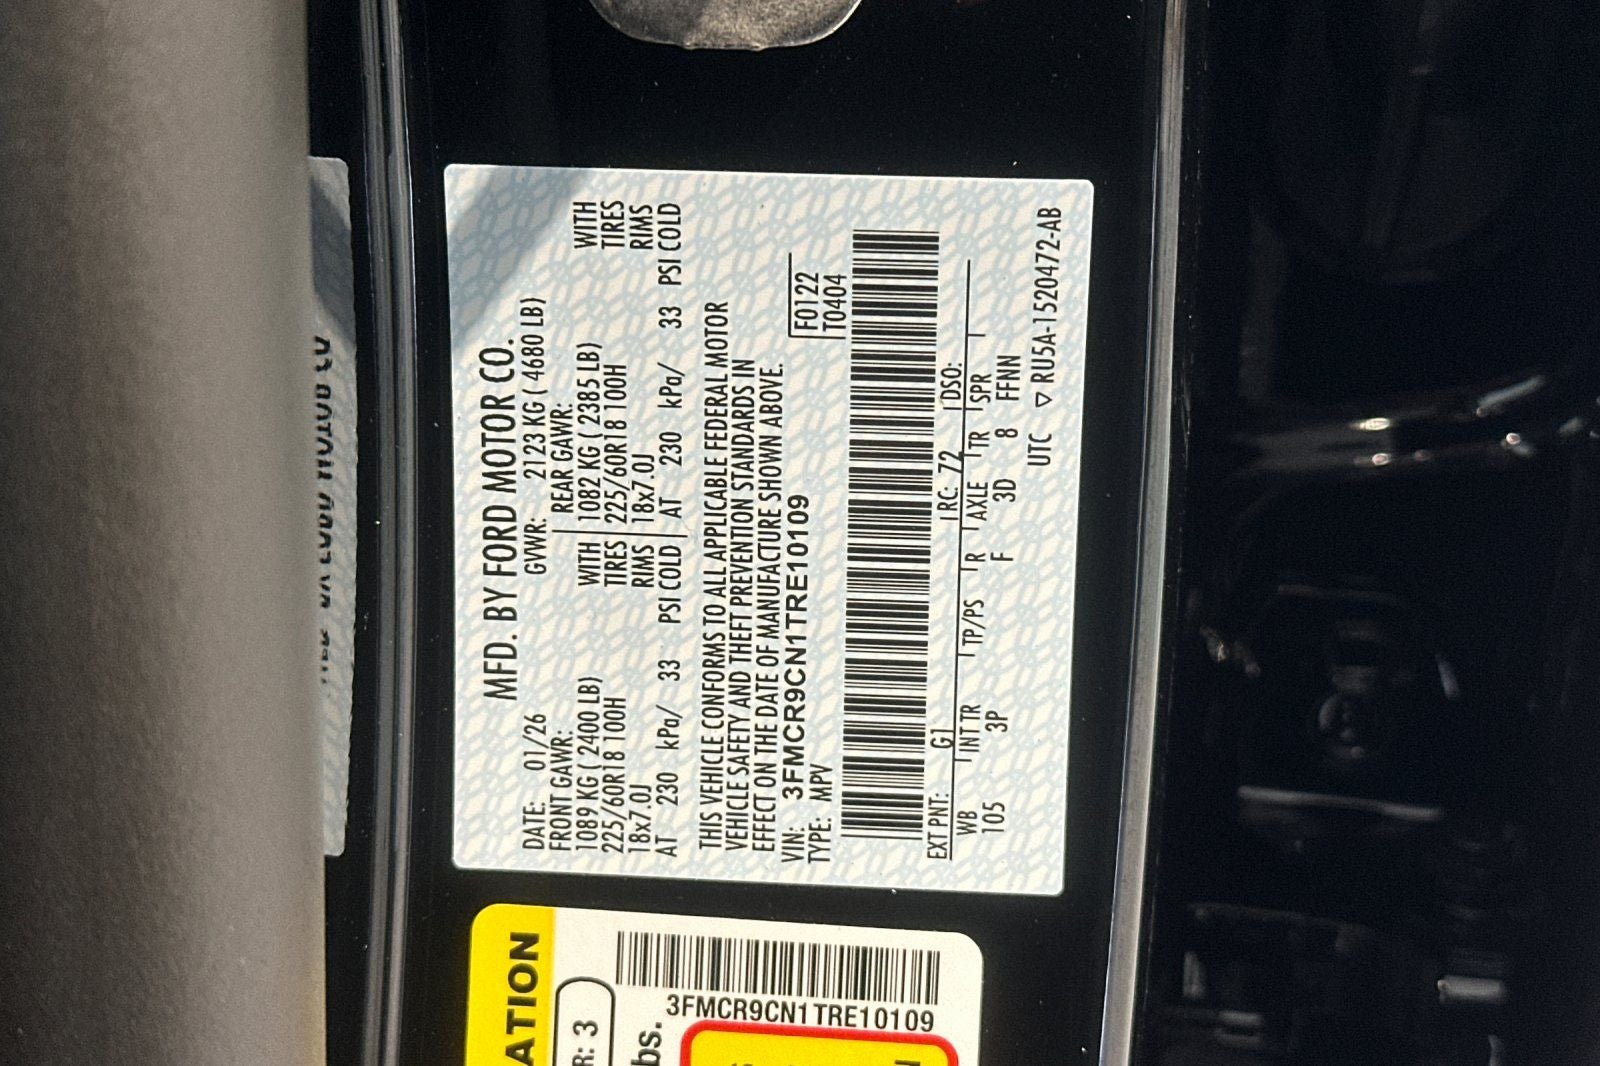 MFD. BY FORD MOTOR CO.
DATE: 01/26 GVWR: 2123 KG ( 4680 LB)
FRONT GAWR: REAR GAWR:
1089 KG ( 2400 LB) WITH 1082 KG ( 2385 LB) WITH
225/60R18 100H TIRES 225/60R18 100H TIRES
18x7.0J RIMS 18x7.0J RIMS
AT 230 kPa/ 33 PSI COLD AT 230 kPa/ 33 PSI COLD
THIS VEHICLE CONFORMS TO ALL APPLICABLE FEDERAL MOTOR
VEHICLE SAFETY AND THEFT PREVENTION STANDARDS IN
EFFECT ON THE DATE OF MANUFACTURE SHOWN ABOVE.
VIN: 3FMCR9CN1TRE10109 F0122
TYPE: MPV T0404
EXT PNT: G1 RC: 72 DSO:
WB INT TR TP/PS R AXLE TR SPR
105 3P F 3D 8 FFNN
UTC ▽ RU5A-1520472-AB
ATION
R: 3
bs.
3FMCR9CN1TRE10109